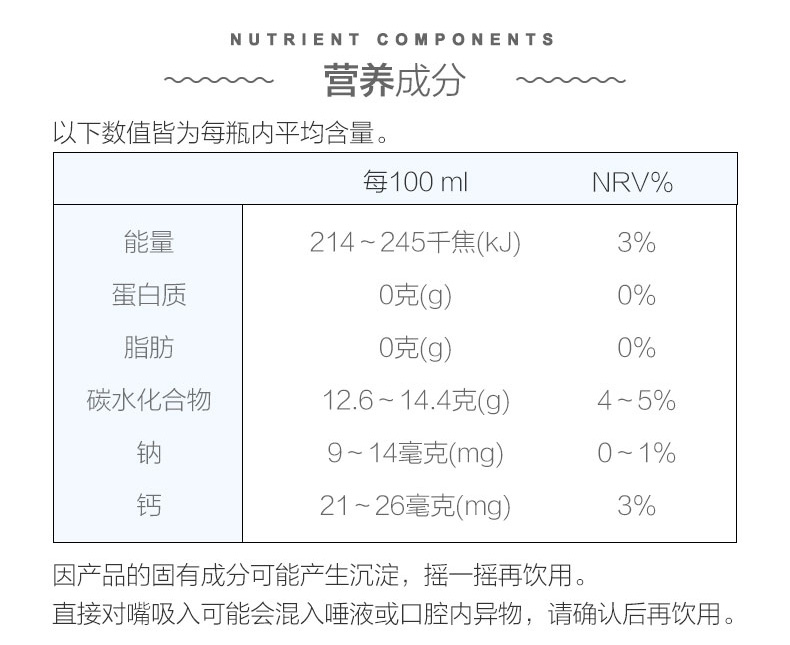 NUTRIENT COMPONENTS
营养成分
以下数值皆为每瓶内平均含量。
每100 ml NRV%
能量 214~245千焦(kJ) 3%
蛋白质 0克(g) 0%
脂肪 0克(g) 0%
碳水化合物 12.6~14.4克(g) 4~5%
钠 9~14毫克(mg) 0~1%
钙 21~26毫克(mg) 3%
因产品的固有成分可能产生沉淀，摇一摇再饮用。
直接对嘴吸入可能会混入唾液或口腔内异物，请确认后再饮用。